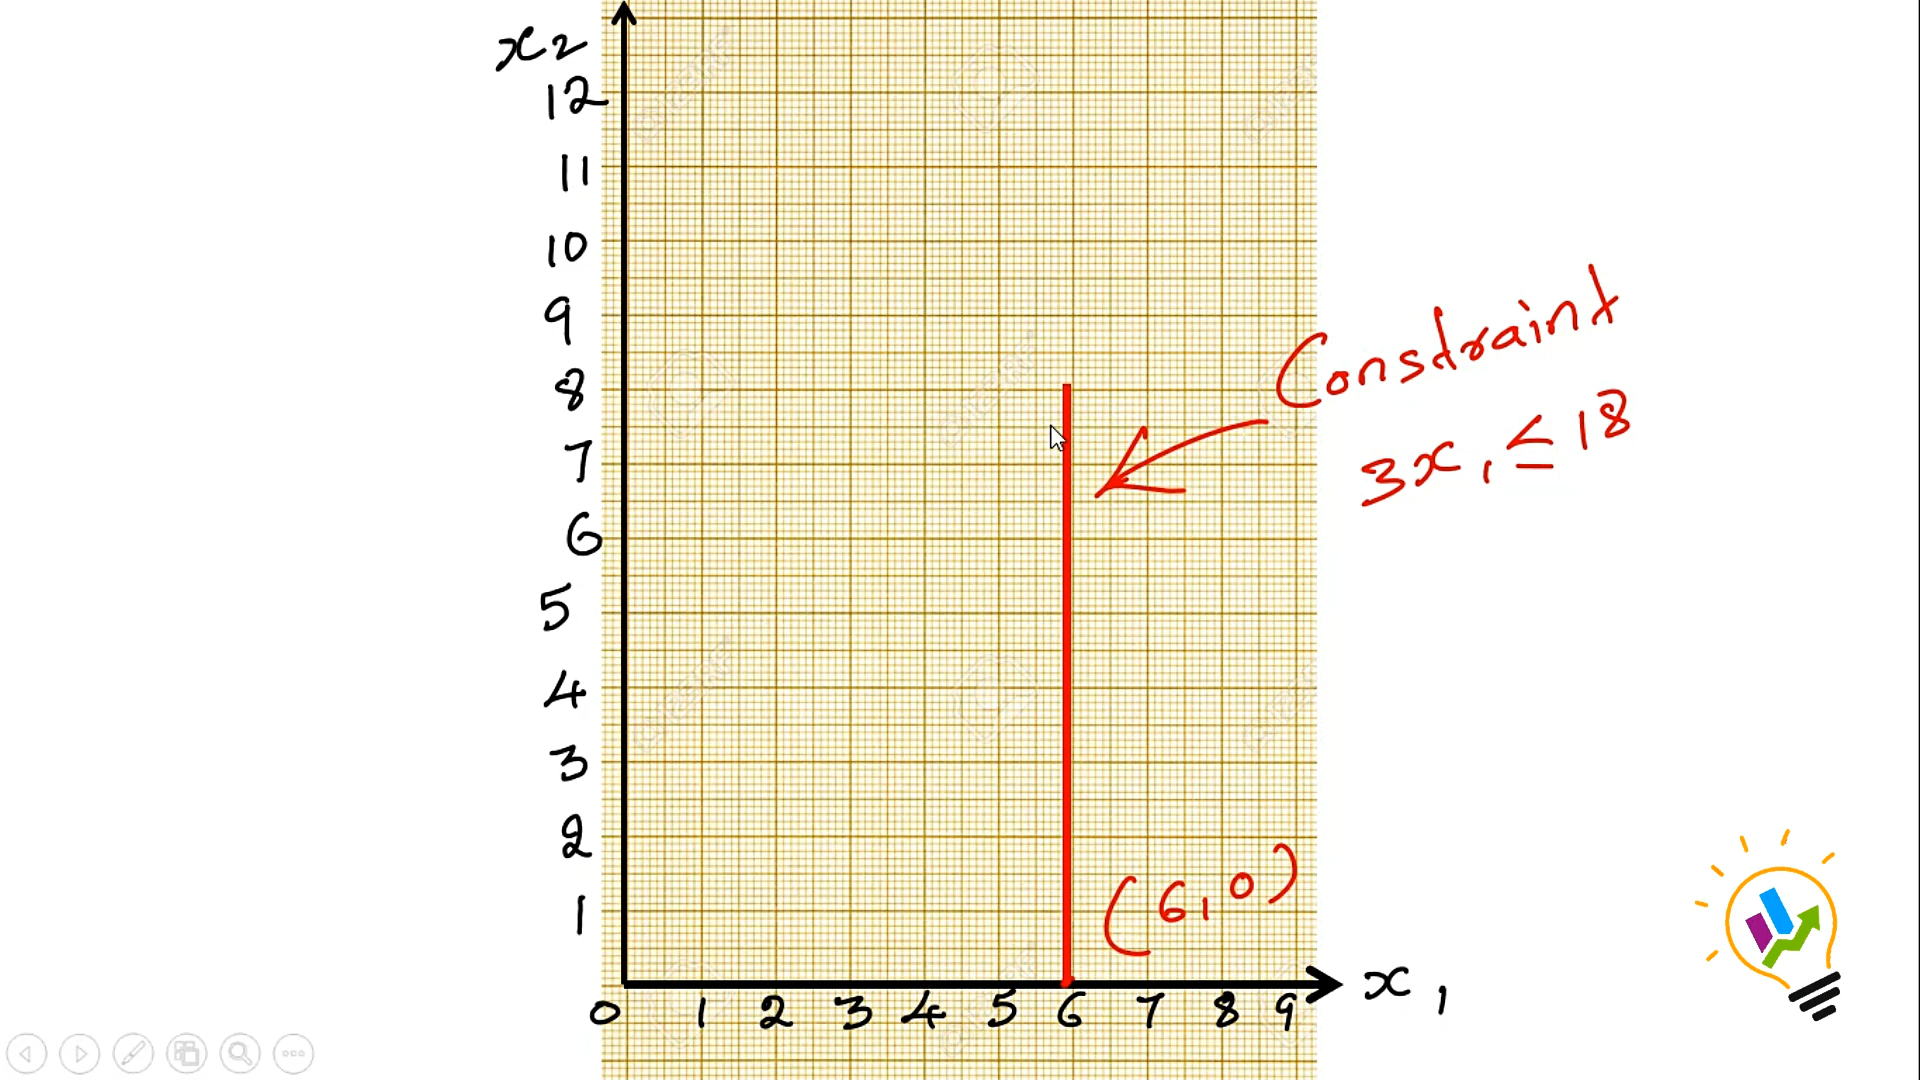 x₂
12
11
10
9
8
7
6
5
4
3
2
1
0 1 2 3 4 5 6 7 8 9
x₁
Constraint
3x₁ ≤ 18
(6, 0)